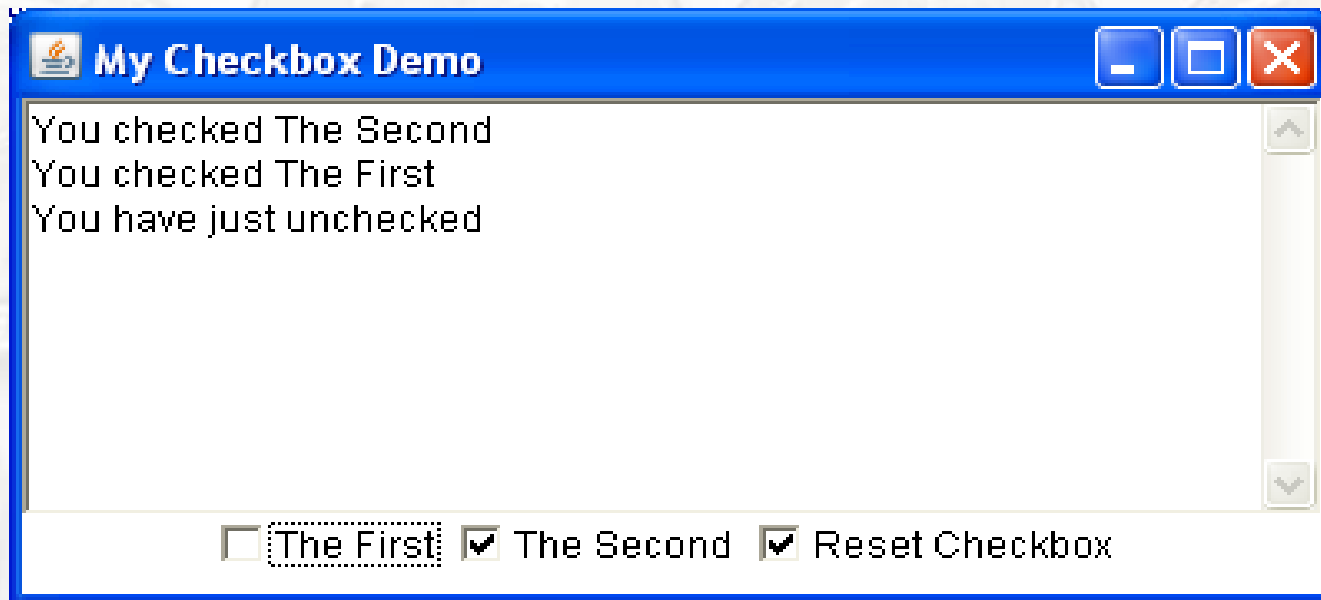 My Checkbox Demo
You checked The Second
You checked The First
You have just unchecked
The First The Second Reset Checkbox